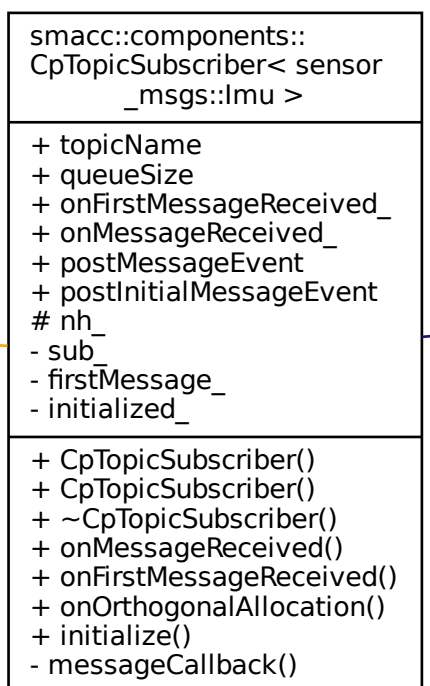 smacc::components::
CpTopicSubscriber< sensor
_msgs::Imu >
+ topicName
+ queueSize
+ onFirstMessageReceived_
+ onMessageReceived_
+ postMessageEvent
+ postInitialMessageEvent
# nh_
- sub_
- firstMessage_
- initialized_
+ CpTopicSubscriber()
+ CpTopicSubscriber()
+ ~CpTopicSubscriber()
+ onMessageReceived()
+ onFirstMessageReceived()
+ onOrthogonalAllocation()
+ initialize()
- messageCallback()